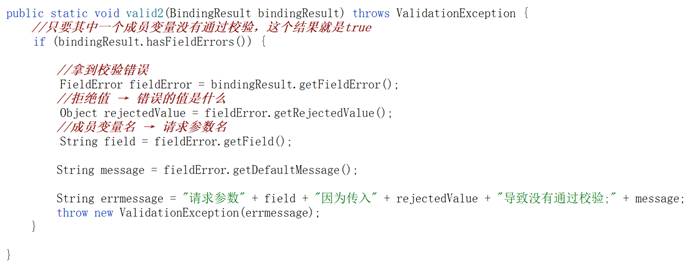 public static void valid2(BindingResult bindingResult) throws ValidationException {
//只要其中一个成员变量没有通过校验，这个结果就是true
if (bindingResult.hasFieldErrors()) {
//拿到校验错误
FieldError fieldError = bindingResult.getFieldError();
//拒绝值 → 错误的值是什么
Object rejectedValue = fieldError.getRejectedValue();
//成员变量名 → 请求参数名
String field = fieldError.getField();
String message = fieldError.getDefaultMessage();
String errmessage = "请求参数" + field + "因为传入" + rejectedValue + "导致没有通过校验;" + message;
throw new ValidationException(errmessage);
}
}